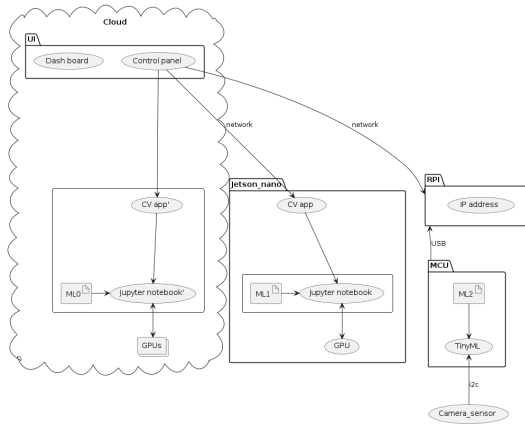 Cloud
UI
Dash board
Control panel
network
network
Jetson_nano
RPI
CV app'
CV app
IP address
USB
MCU
ML0
jupyter notebook'
ML1
Jupyter notebook
ML2
GPUs
GPU
TinyML
i2c
Camera_sensor